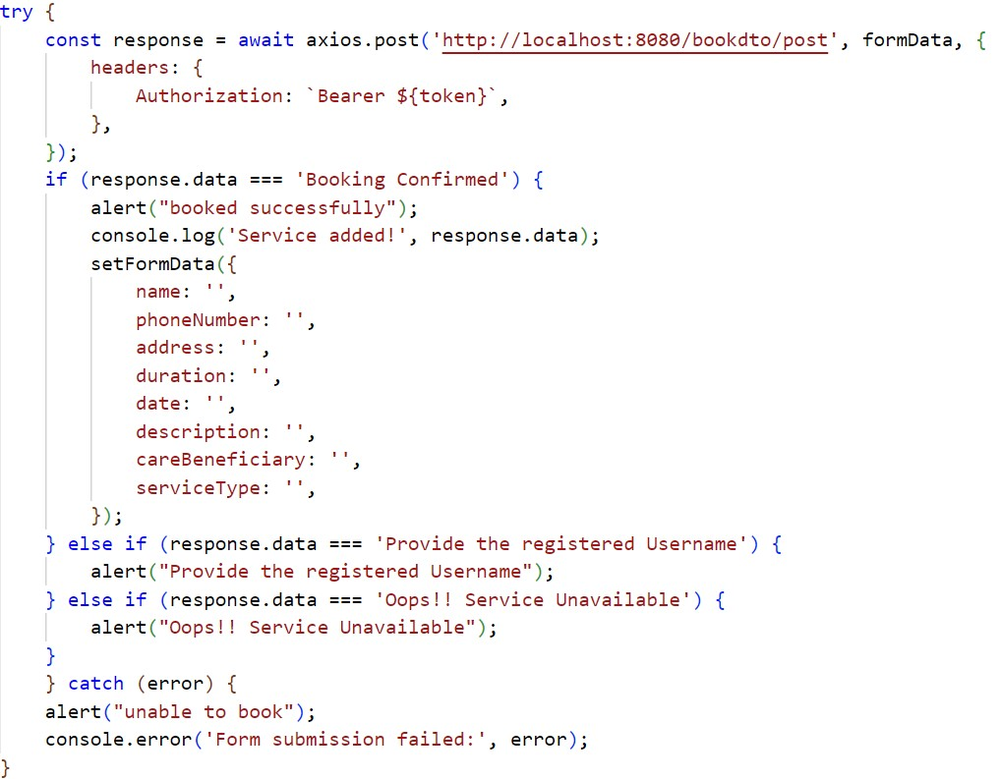 try {
    const response = await axios.post('http://localhost:8080/bookdto/post', formData, {
        headers: {
            Authorization: `Bearer ${token}`,
        },
    });
    if (response.data === 'Booking Confirmed') {
        alert("booked successfully");
        console.log('Service added!', response.data);
        setFormData({
            name: '',
            phoneNumber: '',
            address: '',
            duration: '',
            date: '',
            description: '',
            careBeneficiary: '',
            serviceType: '',
        });
    } else if (response.data === 'Provide the registered Username') {
        alert("Provide the registered Username");
    } else if (response.data === 'Oops!! Service Unavailable') {
        alert("Oops!! Service Unavailable");
    }
    } catch (error) {
    alert("unable to book");
    console.error('Form submission failed:', error);
}